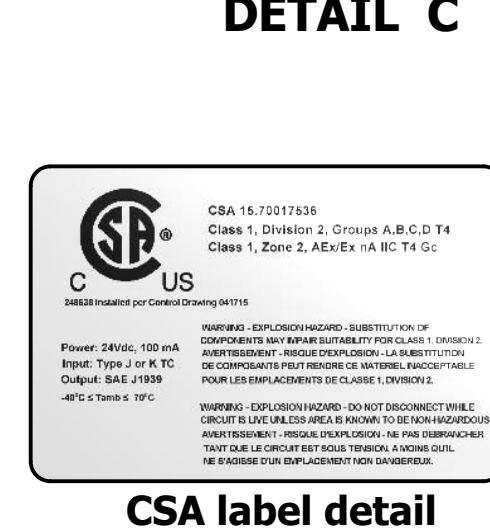 DETAIL C
CSA 15.70017536
Class 1, Division 2, Groups A,B,C,D T4
Class 1, Zone 2, AEx/Ex nA IIC T4 Gc
SA ®
C US
248638 Installed per Control Drawing 041715
Power: 24Vdc, 100 mA
Input: Type J or K TC
Output: SAE J1939
-40°C ≤ Tamb ≤ 70°C
WARNING - EXPLOSION HAZARD - SUBSTITUTION OF
COMPONENTS MAY IMPAIR SUITABILITY FOR CLASS 1, DIVISION 2.
AVERTISSEMENT - RISQUE D'EXPLOSION - LA SUBSTITUTION
DE COMPOSANTS PEUT RENDRE CE MATERIEL INACCEPTABLE
POUR LES EMPLACEMENTS DE CLASSE 1, DIVISION 2.
WARNING - EXPLOSION HAZARD - DO NOT DISCONNECT WHILE
CIRCUIT IS LIVE UNLESS AREA IS KNOWN TO BE NON-HAZARDOUS
AVERTISSEMENT - RISQUE D'EXPLOSION - NE PAS DEBRANCHER
TANT QUE LE CIRCUIT EST SOUS TENSION, A MOINS QU'IL
NE S'AGISSE D'UN EMPLACEMENT NON DANGEREUX.
CSA label detail